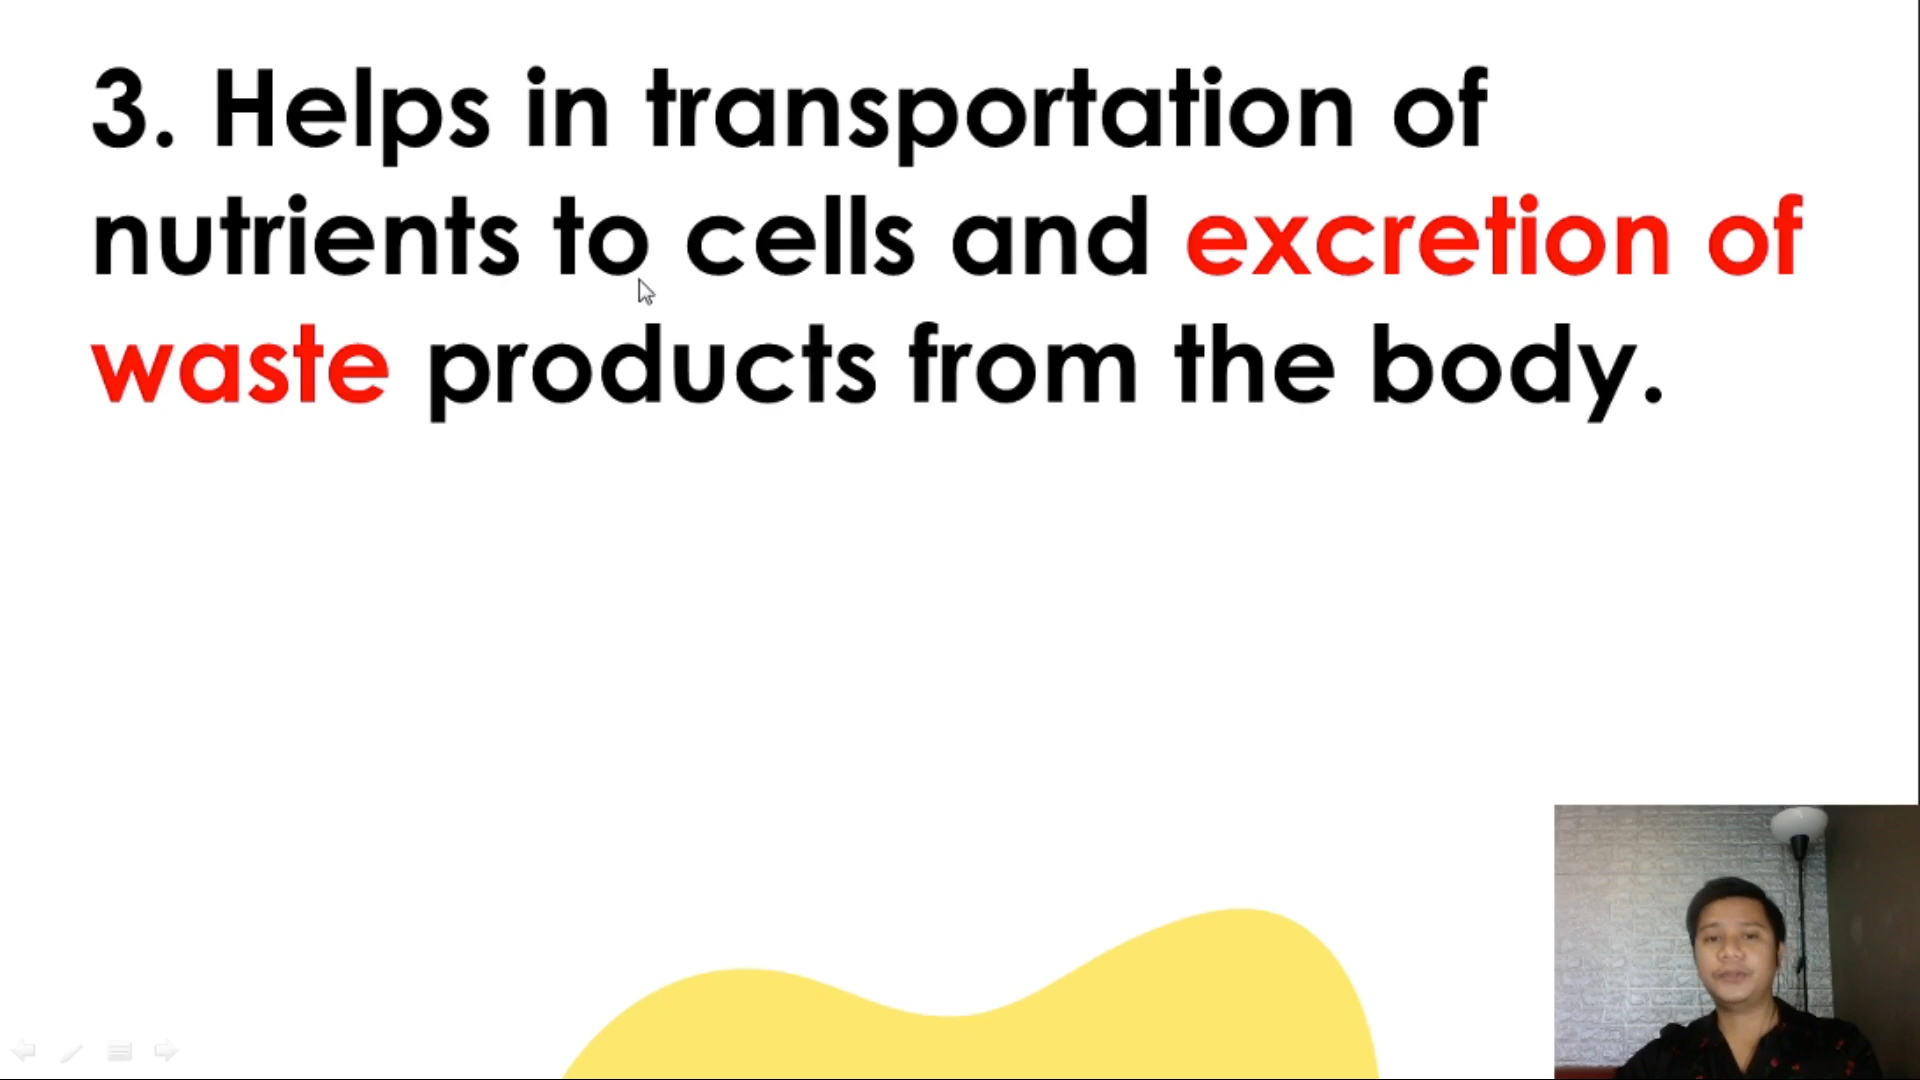 3. Helps in transportation of
nutrients to cells and excretion of
waste products from the body.